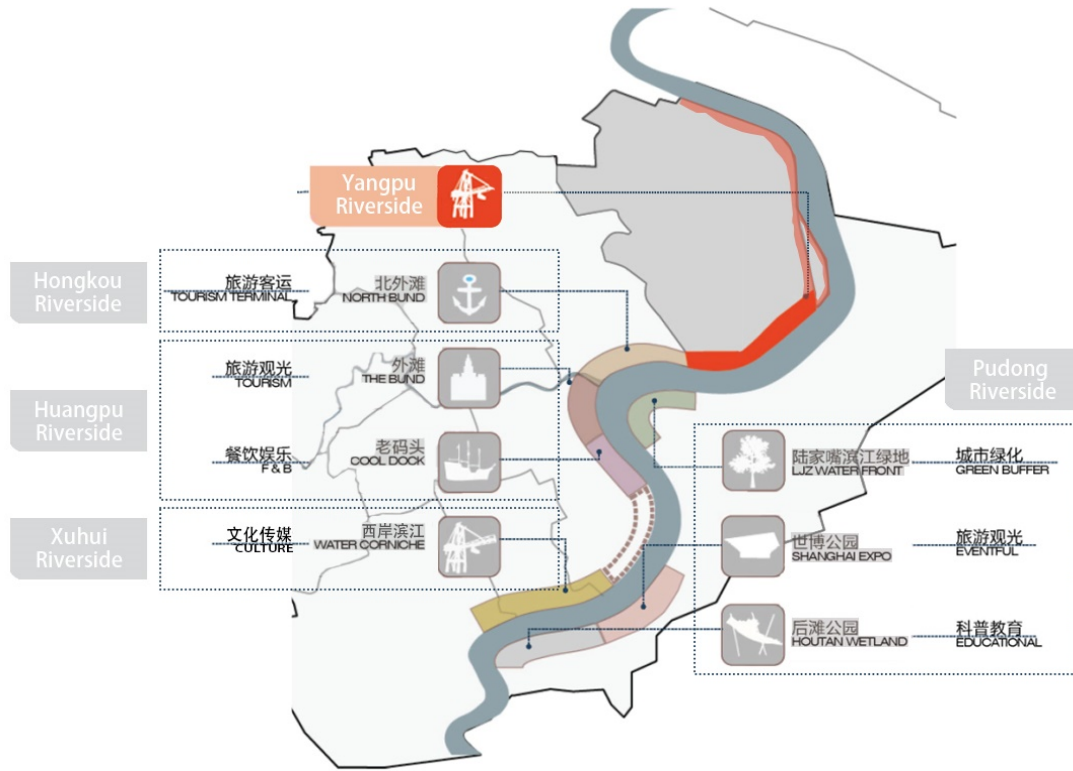 Yangpu
Riverside
Hongkou
Riverside
旅游客运
TOURISM TERMINAL
北外滩
NORTH BUND
Huangpu
Riverside
旅游观光
TOURISM
外滩
THE BUND
餐饮娱乐
F & B
老码头
COOL DOCK
Xuhui
Riverside
文化传媒
CULTURE
西岸滨江
WATER CORNICHE
Pudong
Riverside
陆家嘴滨江绿地
LJZ WATER FRONT
城市绿化
GREEN BUFFER
世博公园
SHANGHAI EXPO
旅游观光
EVENTFUL
后滩公园
HOUTAN WETLAND
科普教育
EDUCATIONAL